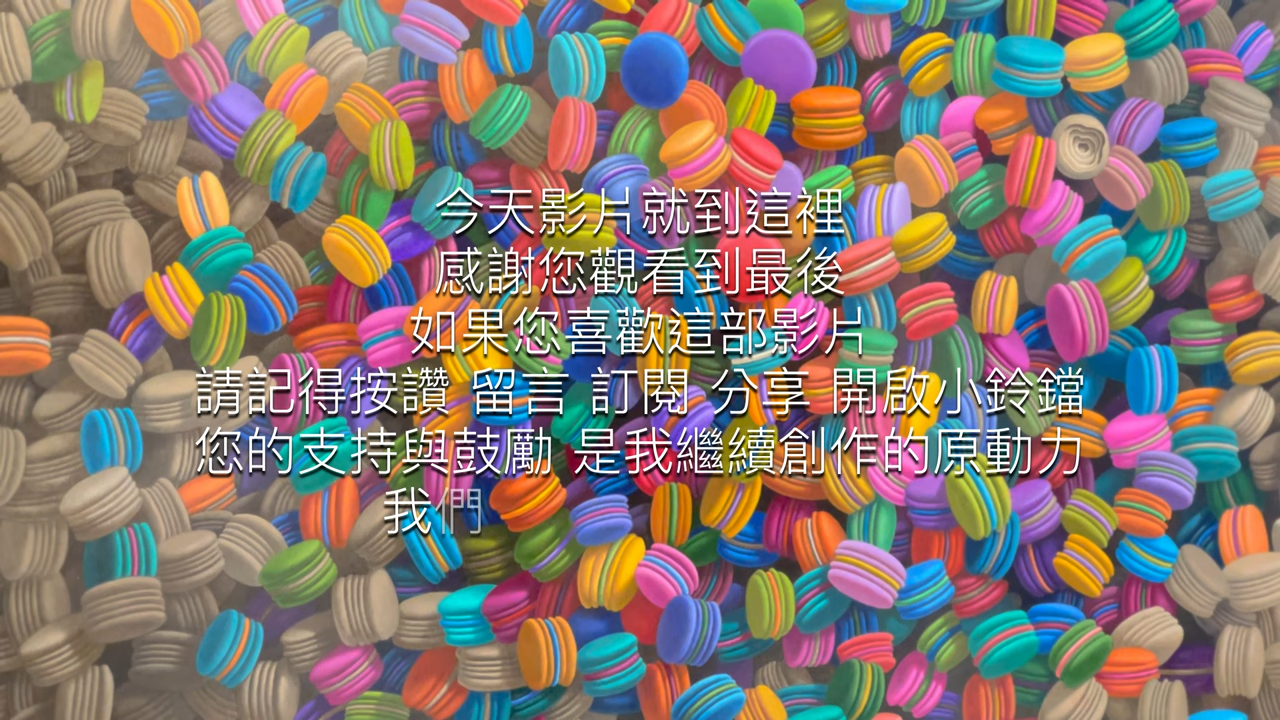 今天影片就到這裡
感謝您觀看到最後
如果您喜歡這部影片
請記得按讚 留言 訂閱 分享 開啟小鈴鐺
您的支持與鼓勵 是我繼續創作的原動力
我們